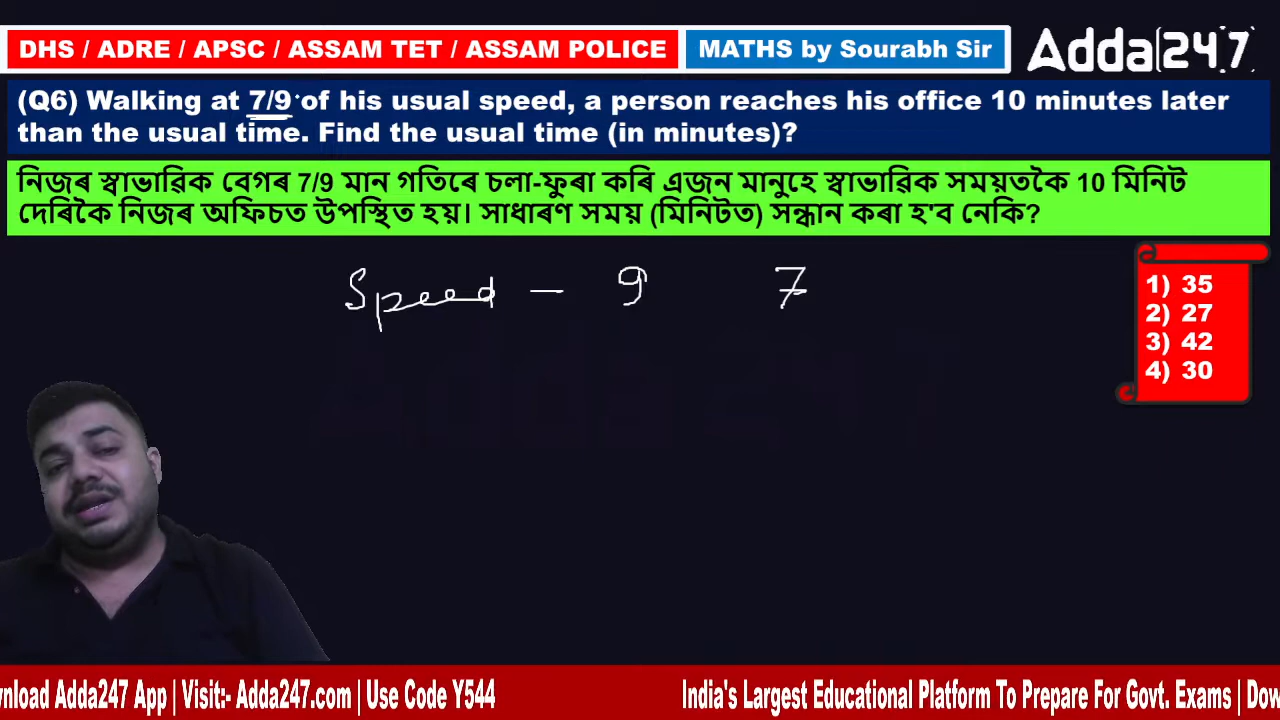 DHS / ADRE / APSC / ASSAM TET / ASSAM POLICE
MATHS by Sourabh Sir
Adda 247
(Q6) Walking at 7/9 of his usual speed, a person reaches his office 10 minutes later
than the usual time. Find the usual time (in minutes)?
নিজৰ স্বাভাৱিক বেগৰ 7/9 মান গতিৰে চলা-ফুৰা কৰি এজন মানুহে স্বাভাৱিক সময়তকৈ 10 মিনিট
দেৰিকৈ নিজৰ অফিচত উপস্থিত হয়। সাধাৰণ সময় (মিনিটত) সন্ধান কৰা হ'ব নেকি?
Speed - 9 7
1) 35
2) 27
3) 42
4) 30
wnload Adda247 App | Visit:- Adda247.com | Use Code Y544
India's Largest Educational Platform To Prepare For Govt. Exams | Dow